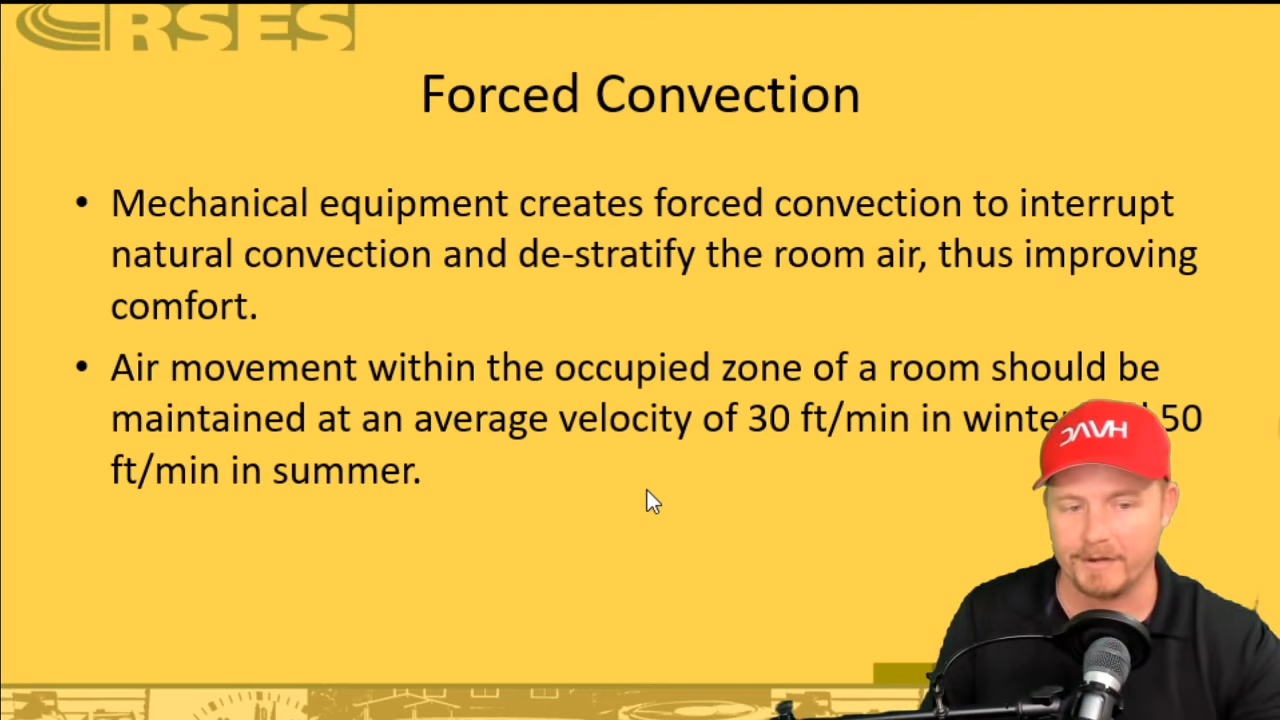 RSES
Forced Convection
• Mechanical equipment creates forced convection to interrupt
natural convection and de-stratify the room air, thus improving
comfort.
• Air movement within the occupied zone of a room should be
maintained at an average velocity of 30 ft/min in winte 50
ft/min in summer.